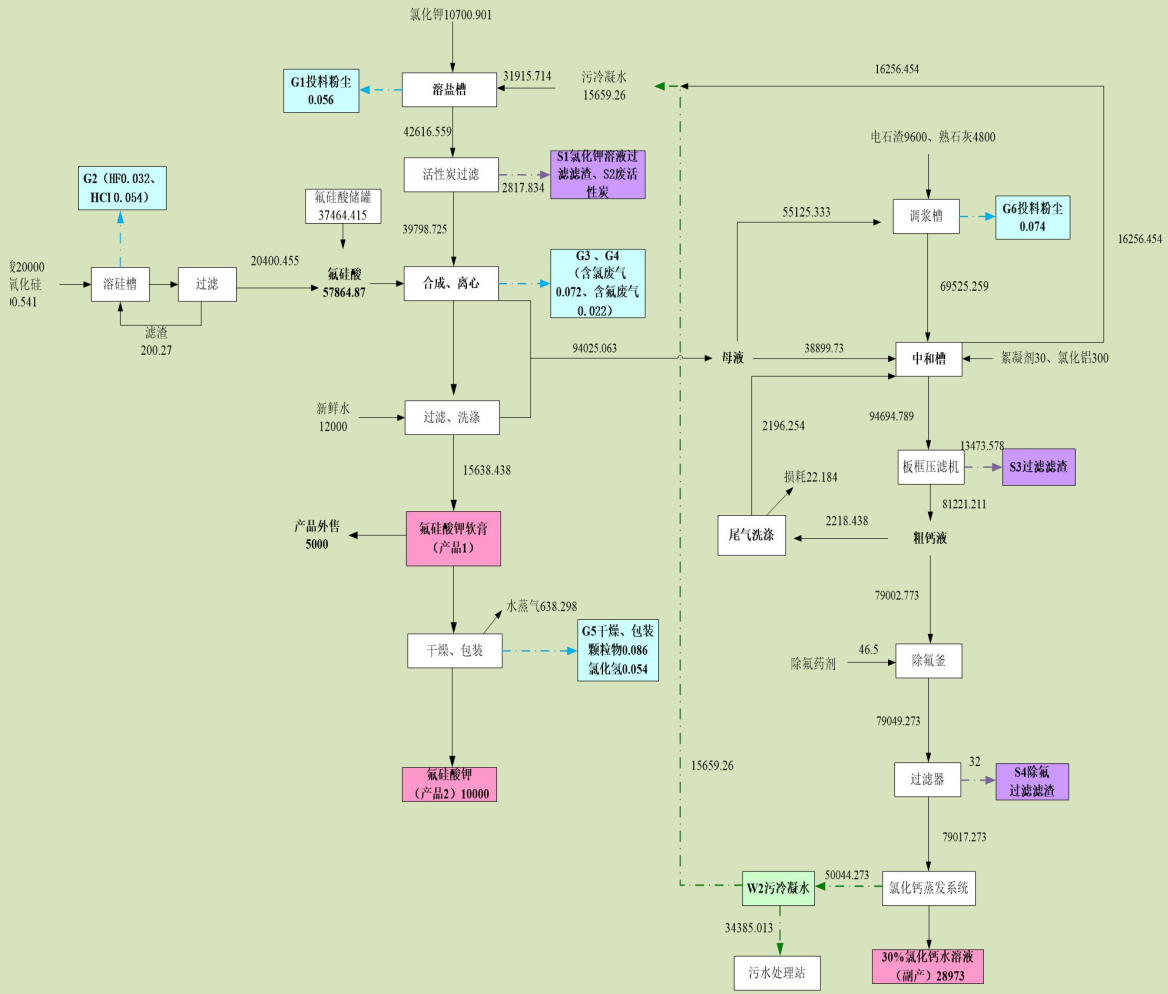 氯化钾10700.901
G1投料粉尘
0.056
溶盐槽
31915.714
污冷凝水
15659.26
16256.454
42616.559
电石渣9600、熟石灰4800
活性炭过滤
2817.834
S1氯化钾溶液过
滤滤渣、S2废活
性炭
G2（HF0.032、
HCl 0.054）
氟硅酸储罐
37464.415
39798.725
55125.333
调浆槽
G6投料粉尘
0.074
16256.454
酸20000
氧化硅
00.541
溶硅槽
过滤
20400.455
氟硅酸
57864.87
合成、离心
G3 、G4
（含氯废气
0.072、含氟废气
0.022）
69525.259
滤渣
200.27
94025.063
母液
38899.73
中和槽
絮凝剂30、氯化铝300
新鲜水
12000
过滤、洗涤
2196.254
94694.789
15638.438
板框压滤机
13473.578
S3过滤滤渣
损耗22.184
81221.211
产品外售
5000
氟硅酸钾软膏
（产品1）
尾气洗涤
2218.438
粗钙液
79002.773
水蒸气638.298
干燥、包装
G5干燥、包装
颗粒物0.086
氯化氢0.054
除氟药剂
46.5
除氟釜
79049.273
氟硅酸钾
（产品2）10000
15659.26
过滤器
32
S4除氟
过滤滤渣
79017.273
W2污冷凝水
50044.273
氯化钙蒸发系统
34385.013
污水处理站
30%氯化钙水溶液
（副产）28973